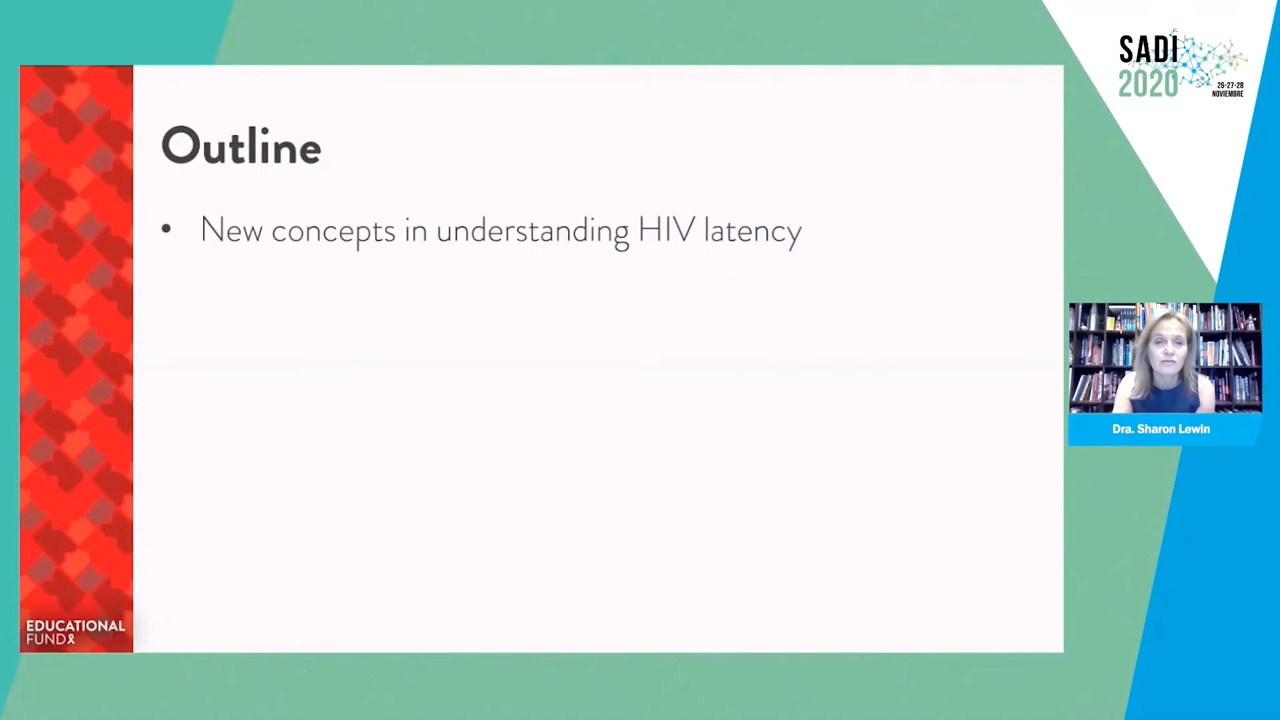 SADI
2020
26-27-28
NOVIEMBRE
Outline
• New concepts in understanding HIV latency
Dra. Sharon Lewin
EDUCATIONAL
FUND